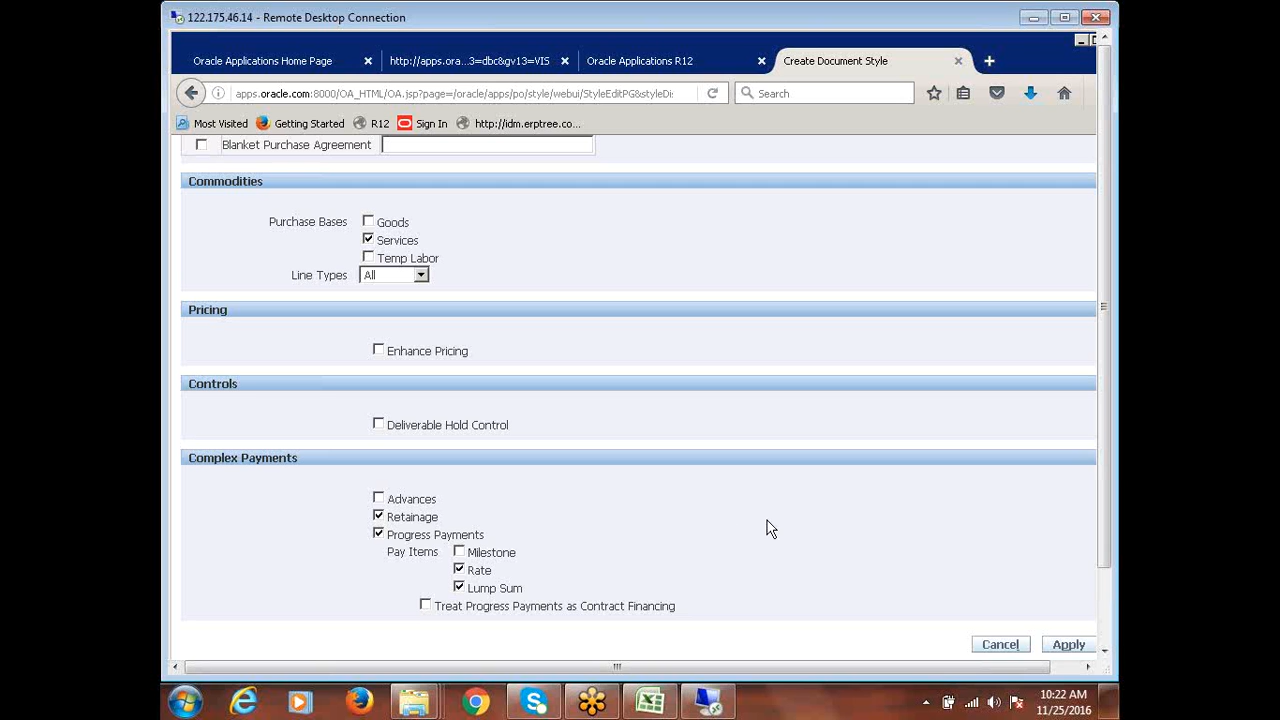 122.175.46.14 - Remote Desktop Connection
Oracle Applications Home Page
http://apps.ora...3=dbc&gv13=VIS
Oracle Applications R12
Create Document Style
apps.oracle.com:8000/OA_HTML/OA.jsp?page=/oracle/apps/po/style/webui/StyleEditPG&styleDi:
Search
Most Visited
Getting Started
R12
Sign In
http://idm.erptree.co...
Blanket Purchase Agreement
Commodities
Purchase Bases
Goods
Services
Temp Labor
Line Types
All
Pricing
Enhance Pricing
Controls
Deliverable Hold Control
Complex Payments
Advances
Retainage
Progress Payments
Pay Items
Milestone
Rate
Lump Sum
Treat Progress Payments as Contract Financing
Cancel
Apply
10:22 AM
11/25/2016